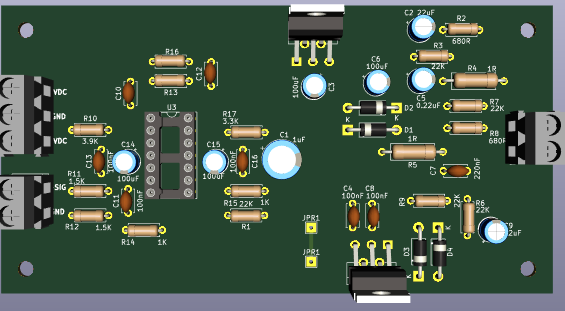 C2 22uF
R2
680R
R3
22K
C6
100uF
R4 1R
C5
0.22uF
100uF
C3
R16
C12
R13
C10
VDC
GND
VDC
D2
K
D1
K
R7
22K
R8
680F
U3
R10
3.9K
R17
3.3K
C1
1uF
1R
R5
C14
100uF
C13
C15
100uF
C16
100nF
C7
220nF
R11
1.5K
SIG
GND
R12
1.5K
C11
100nF
R14
1K
R15 22K
1K
R1
C4
100nF
C8
100nF
R9
22K
R6
22K
C9
2uF
JPR1
JPR1
D3
K
D4
K